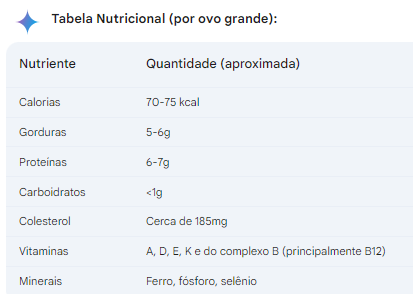 Tabela Nutricional (por ovo grande):
Nutriente Quantidade (aproximada)
Calorias 70-75 kcal
Gorduras 5-6g
Proteínas 6-7g
Carboidratos <1g
Colesterol Cerca de 185mg
Vitaminas A, D, E, K e do complexo B (principalmente B12)
Minerais Ferro, fósforo, selênio